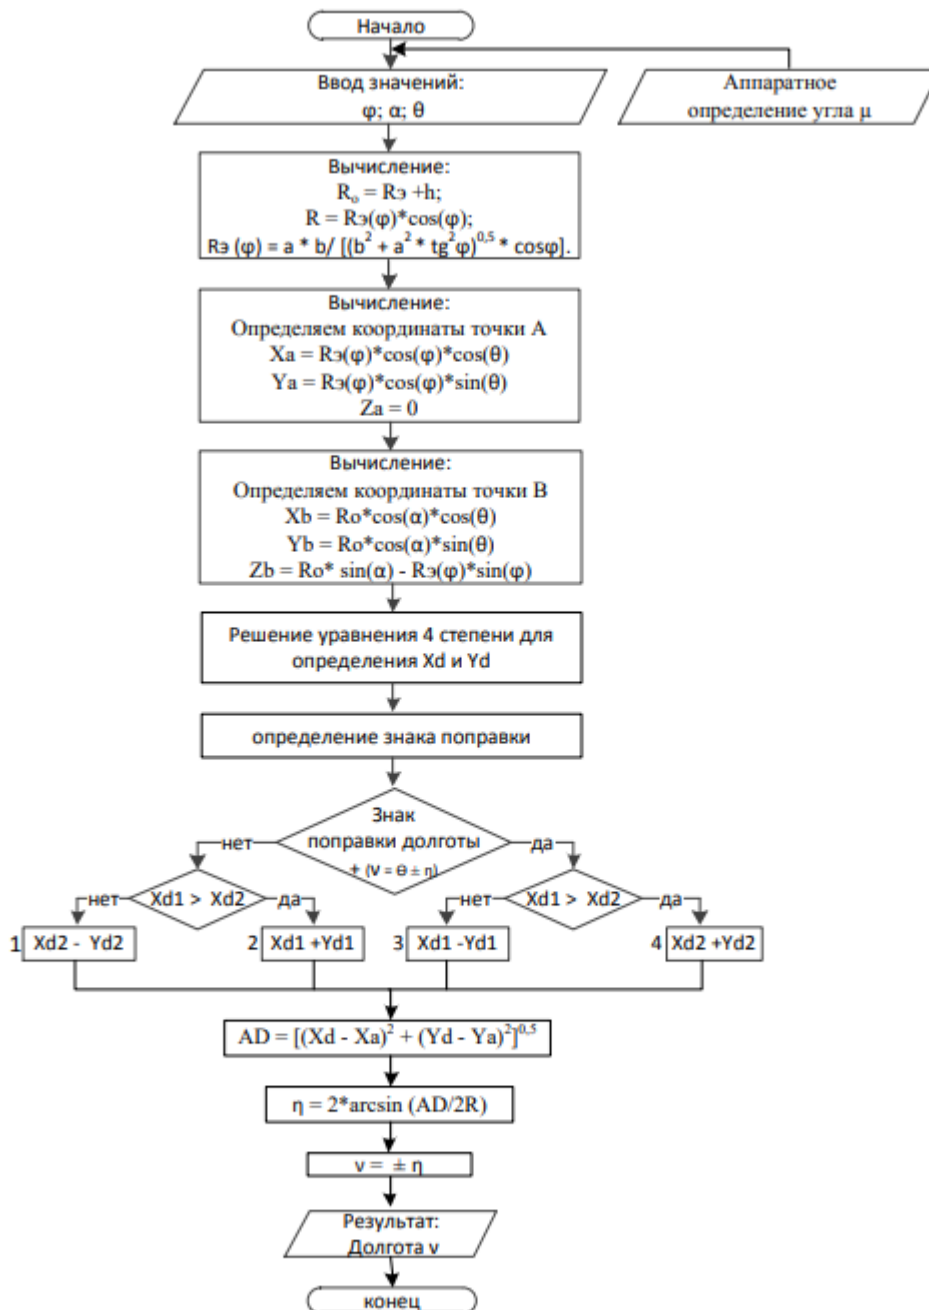 Начало
Ввод значений:
φ; α; θ
Аппаратное
определение угла μ
Вычисление:
Rₒ = Rэ +h;
R = Rэ(φ)*cos(φ);
Rэ (φ) = a * b/ [(b² + a² * tg²φ)⁰˒⁵ * cosφ].
Вычисление:
Определяем координаты точки А
Xa = Rэ(φ)*cos(φ)*cos(θ)
Ya = Rэ(φ)*cos(φ)*sin(θ)
Za = 0
Вычисление:
Определяем координаты точки В
Xb = Ro*cos(α)*cos(θ)
Yb = Ro*cos(α)*sin(θ)
Zb = Ro* sin(α) - Rэ(φ)*sin(φ)
Решение уравнения 4 степени для
определения Xd и Yd
определение знака поправки
Знак
поправки долготы
+ (V = Θ ± η)
нет
да
нет
Xd1 > Xd2
да
нет
Xd1 > Xd2
да
1
Xd2 - Yd2
2
Xd1 +Yd1
3
Xd1 -Yd1
4
Xd2 +Yd2
AD = [(Xd - Xa)² + (Yd - Ya)²]⁰˒⁵
η = 2*arcsin (AD/2R)
ν = ± η
Результат:
Долгота ν
конец